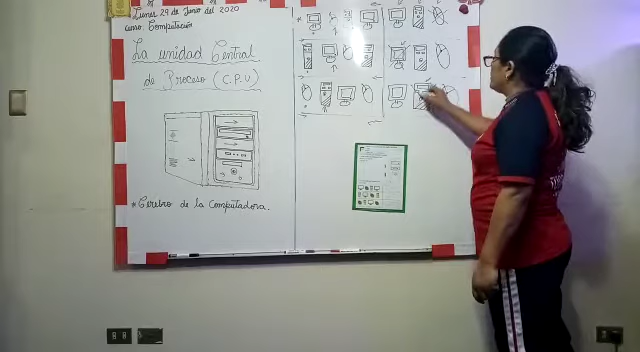 Lunes 29 de Junio del 2020
Curso: Computación
La unidad Central
de Proceso (C.P.U)
* Cerebro de la Computadora.